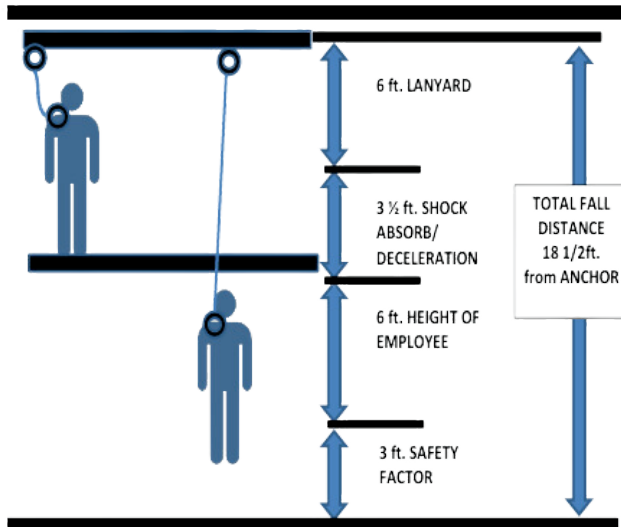 6 ft. LANYARD
3 ½ ft. SHOCK
ABSORB/
DECELERATION
6 ft. HEIGHT OF
EMPLOYEE
3 ft. SAFETY
FACTOR
TOTAL FALL
DISTANCE
18 1/2ft.
from ANCHOR